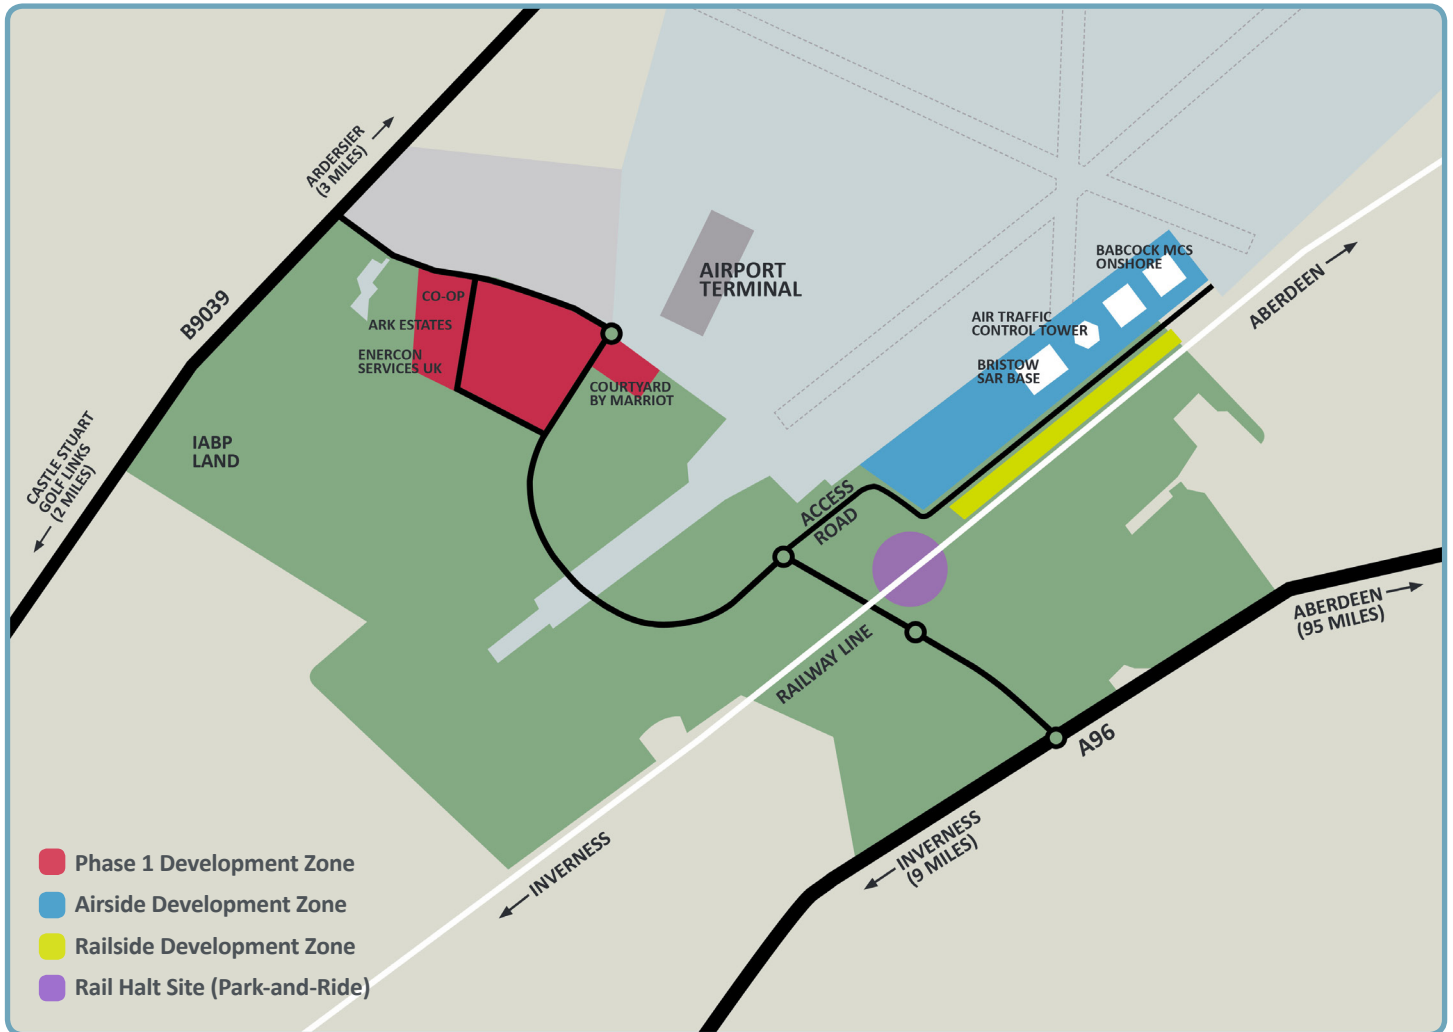 ARDERSIER
(3 MILES)
B9039
CASTLE STUART
GOLF LINKS
(2 MILES)
IABP
LAND
CO-OP
ARK ESTATES
ENERCON
SERVICES UK
COURTYARD
BY MARRIOT
AIRPORT
TERMINAL
BABCOCK MCS
ONSHORE
AIR TRAFFIC
CONTROL TOWER
BRISTOW
SAR BASE
ABERDEEN
ACCESS
ROAD
RAILWAY LINE
ABERDEEN
(95 MILES)
A96
INVERNESS
(9 MILES)
INVERNESS
Phase 1 Development Zone
Airside Development Zone
Railside Development Zone
Rail Halt Site (Park-and-Ride)